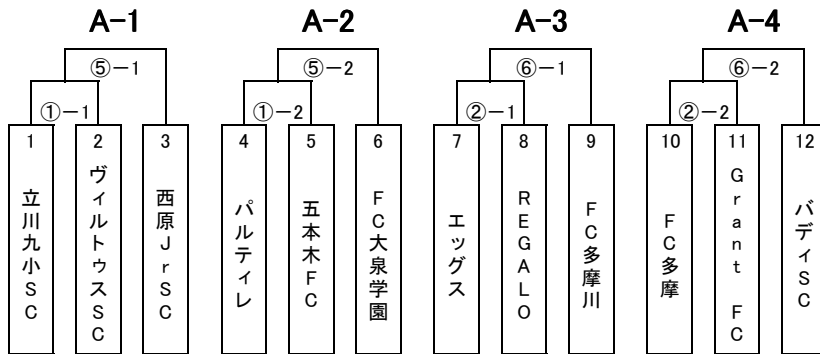 A-1 A-2 A-3 A-4
⑤-1 ⑤-2 ⑥-1 ⑥-2
①-1 ①-2 ②-1 ②-2
1 2 3 4 5 6 7 8 9 10 11 12
立川九小SC
ヴィルトゥスSC
西原JrSC
パルティレ
五本木FC
FC大泉学園
エッグス
REGALO
FC多摩川
FC多摩
Grant FC
バディSC